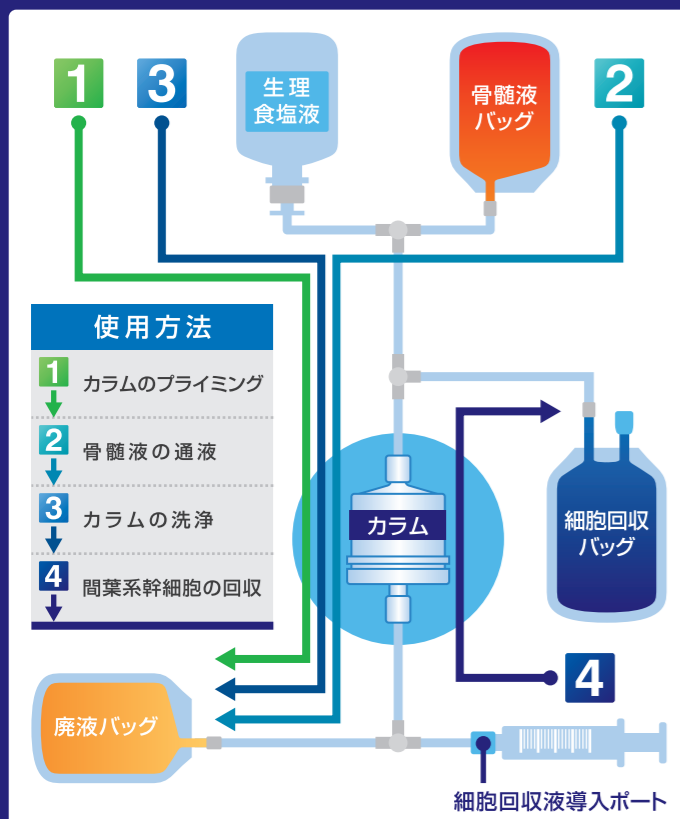 1
3
生理
食塩液
骨髄液
バッグ
2
使用方法
1 カラムのプライミング
2 骨髄液の通液
3 カラムの洗浄
4 間葉系幹細胞の回収
カラム
細胞回収
バッグ
4
廃液バッグ
細胞回収液導入ポート